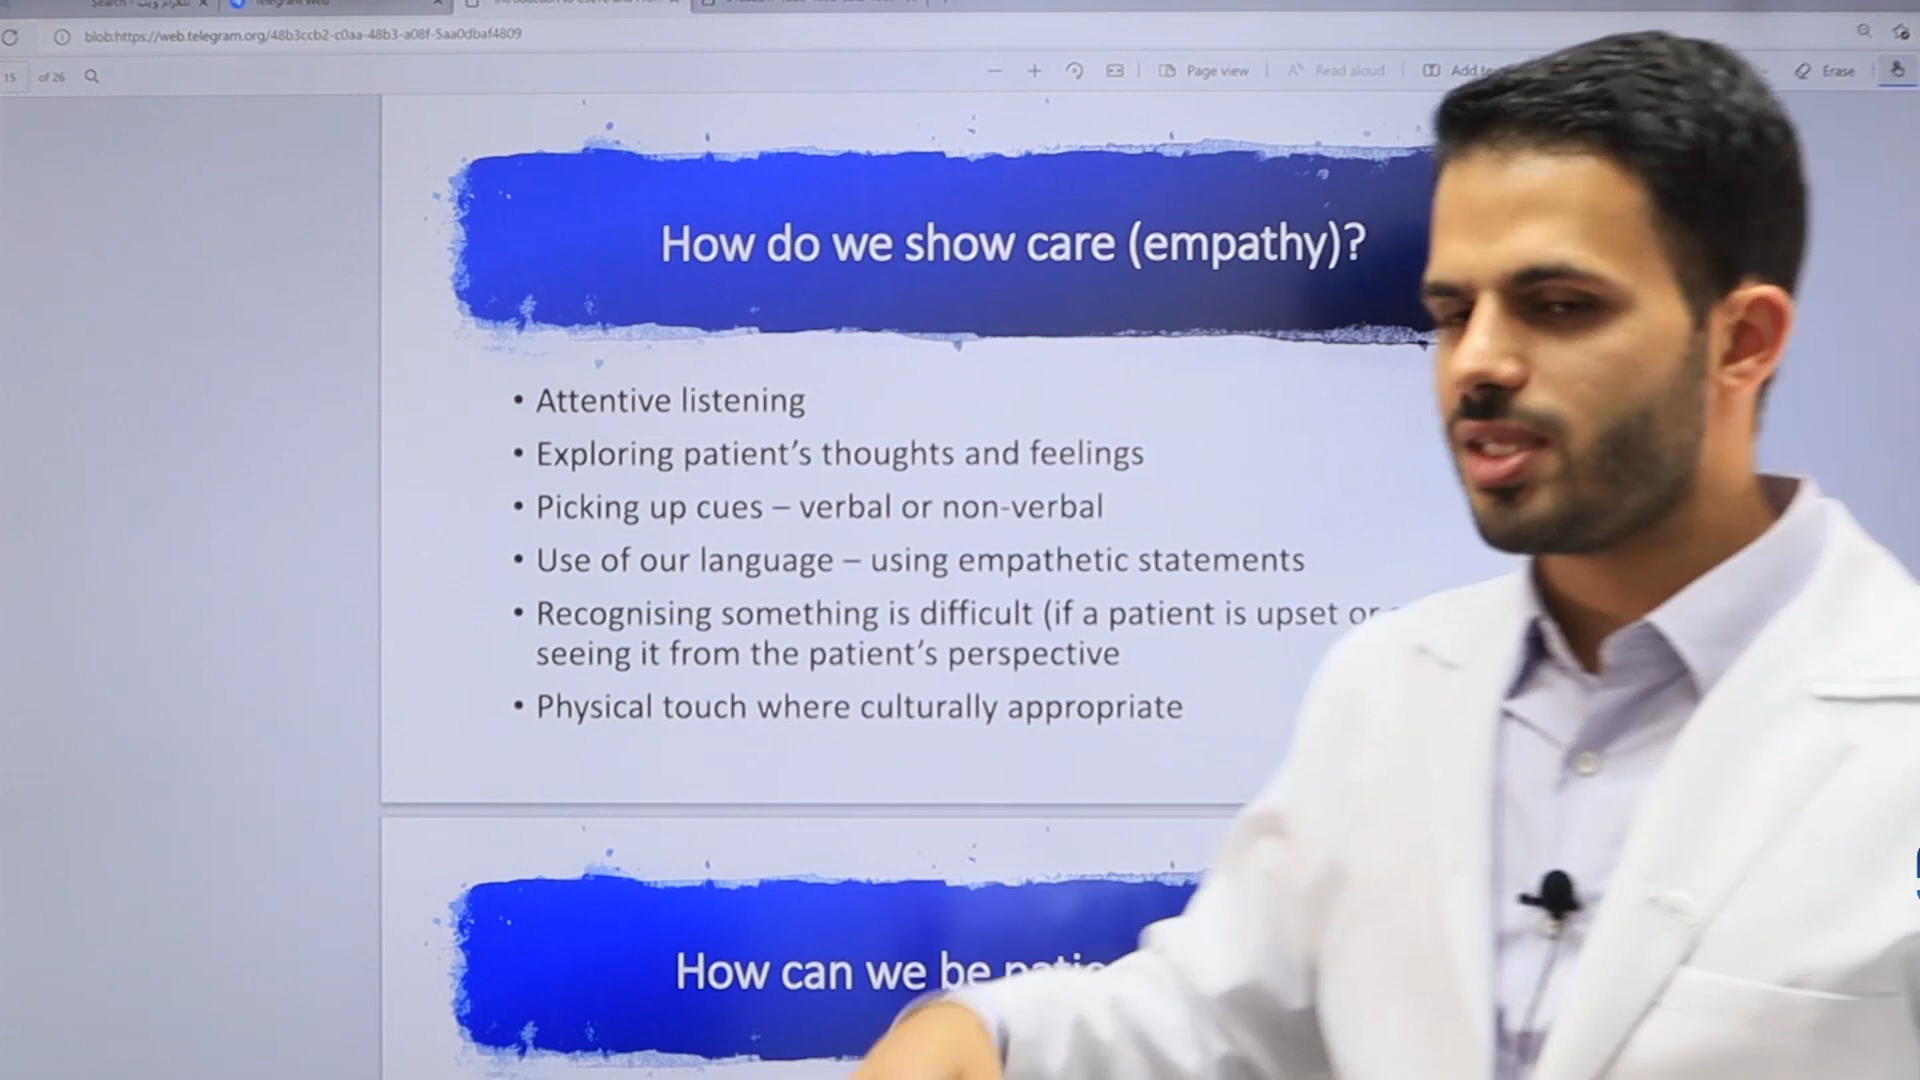 Telegram Web
blob:https://web.telegram.org/48b3ccb2-c0aa-48b3-a08f-5aa0dbaf4809
15 of 26
Page view
Read aloud
Erase
How do we show care (empathy)?
• Attentive listening
• Exploring patient's thoughts and feelings
• Picking up cues – verbal or non-verbal
• Use of our language – using empathetic statements
• Recognising something is difficult (if a patient is upset or
seeing it from the patient's perspective
• Physical touch where culturally appropriate
How can we be